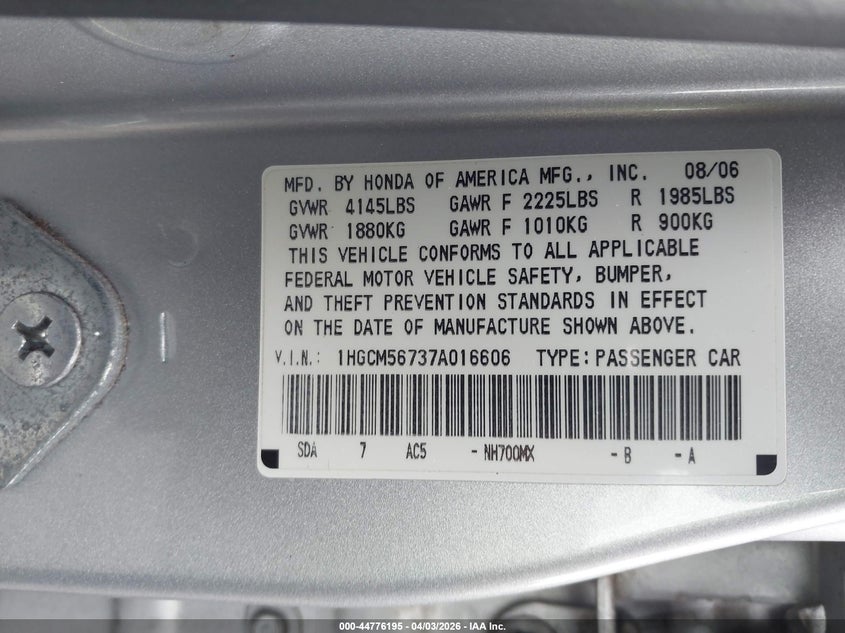 MFD. BY HONDA OF AMERICA MFG., INC. 08/06
GVWR 4145LBS GAWR F 2225LBS R 1985LBS
GVWR 1880KG GAWR F 1010KG R 900KG
THIS VEHICLE CONFORMS TO ALL APPLICABLE
FEDERAL MOTOR VEHICLE SAFETY, BUMPER,
AND THEFT PREVENTION STANDARDS IN EFFECT
ON THE DATE OF MANUFACTURE SHOWN ABOVE.
V.I.N.: 1HGCM56737A016606 TYPE: PASSENGER CAR
SDA 7 AC5 - NH700MX - B - A
000-44776195 - 04/03/2026 - IAA Inc.